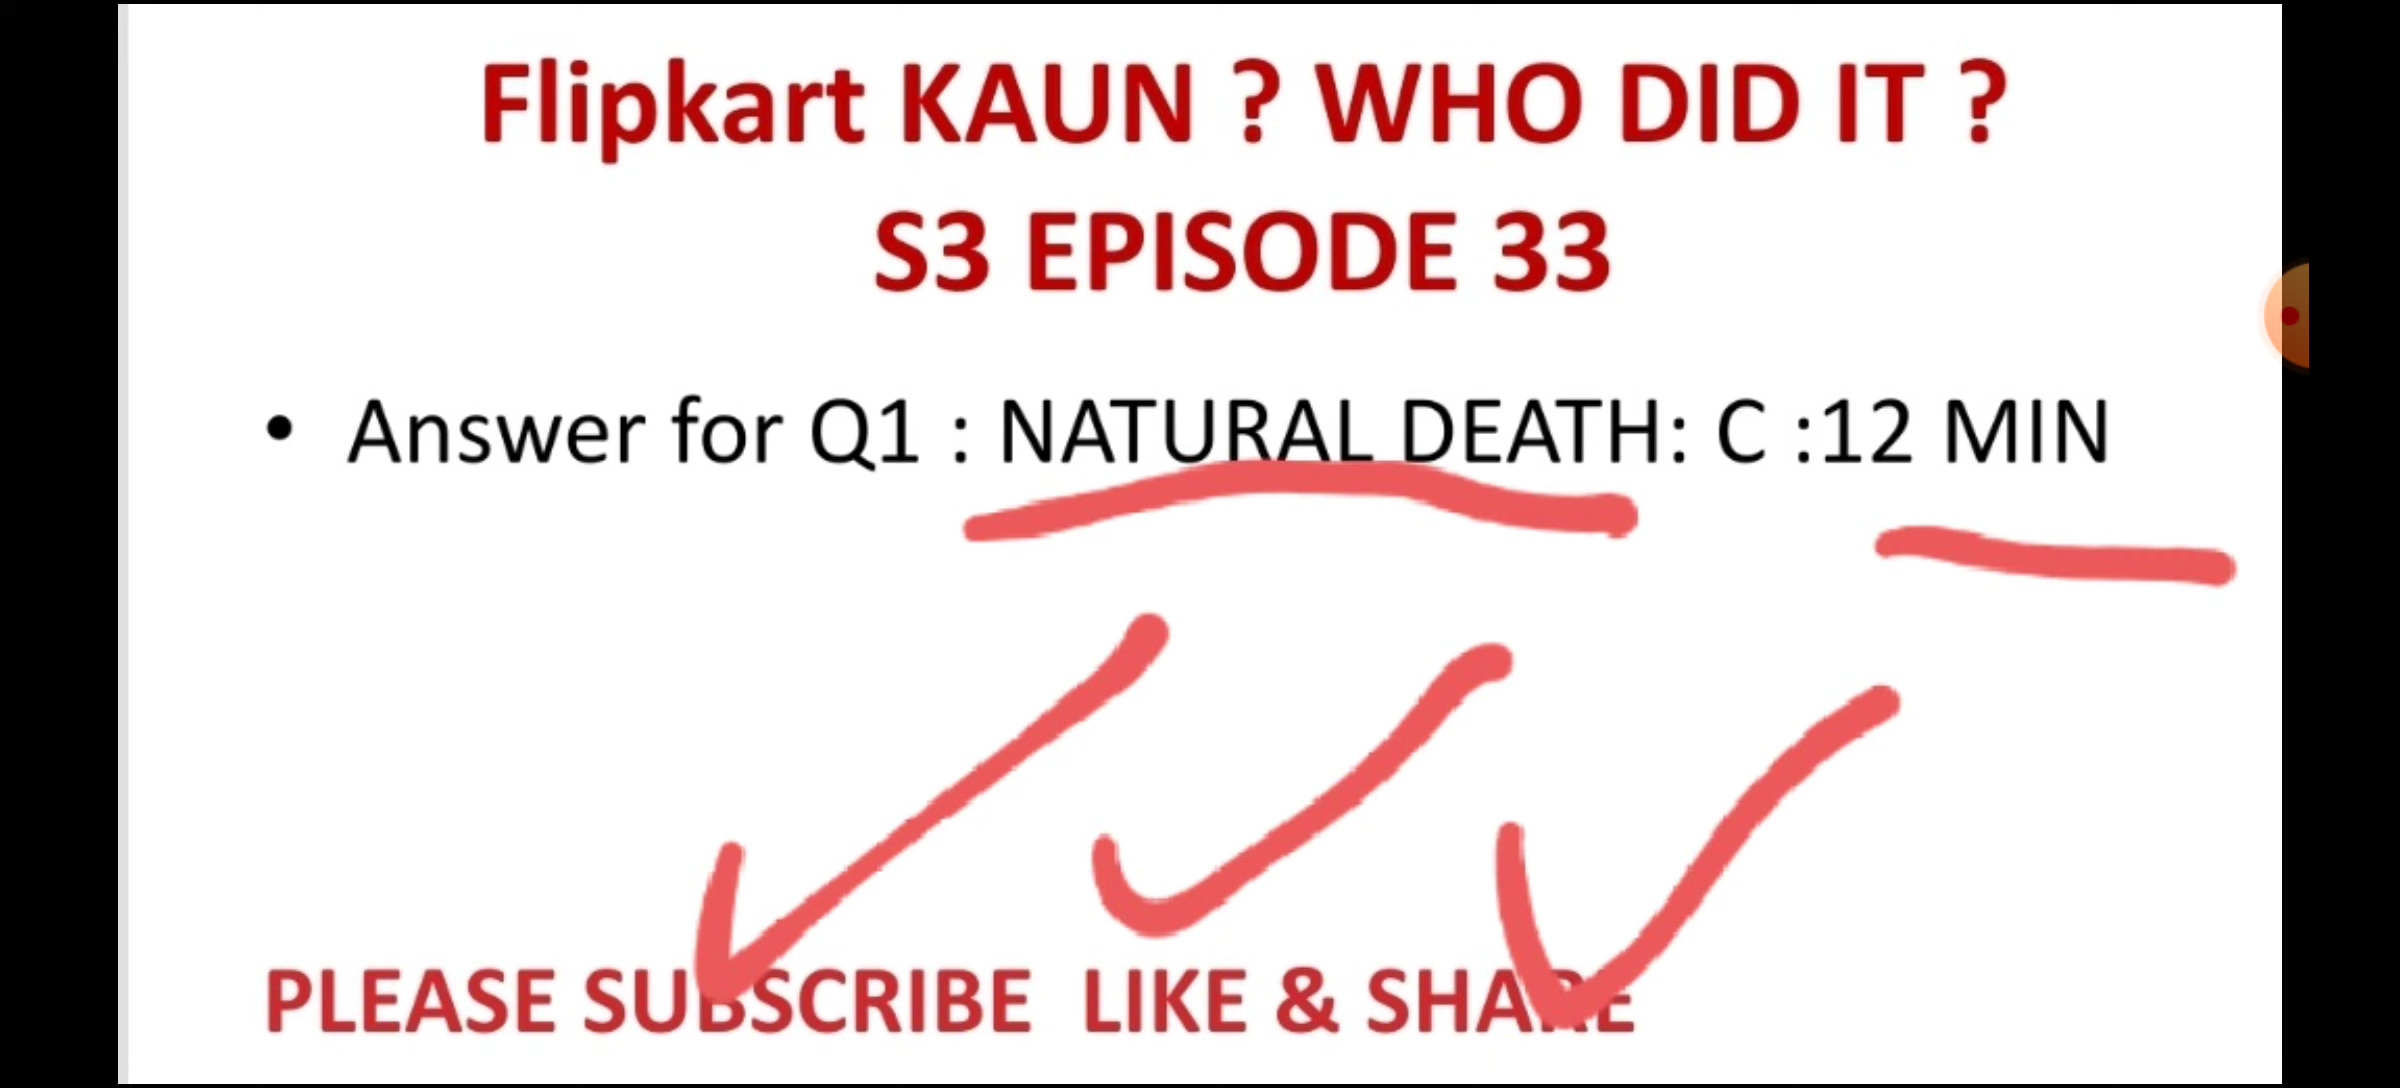 Flipkart KAUN ? WHO DID IT ?
S3 EPISODE 33
• Answer for Q1 : NATURAL DEATH: C :12 MIN
PLEASE SUBSCRIBE LIKE & SHARE